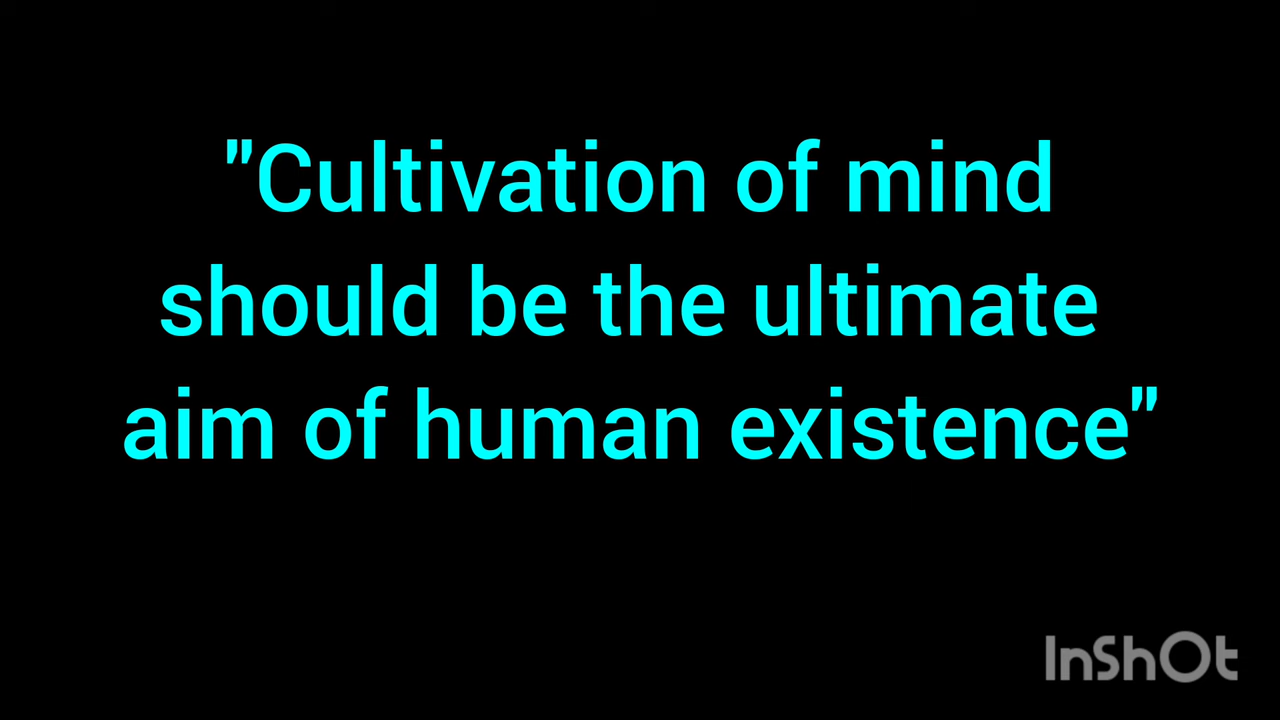 "Cultivation of mind
should be the ultimate
aim of human existence"
InShOt